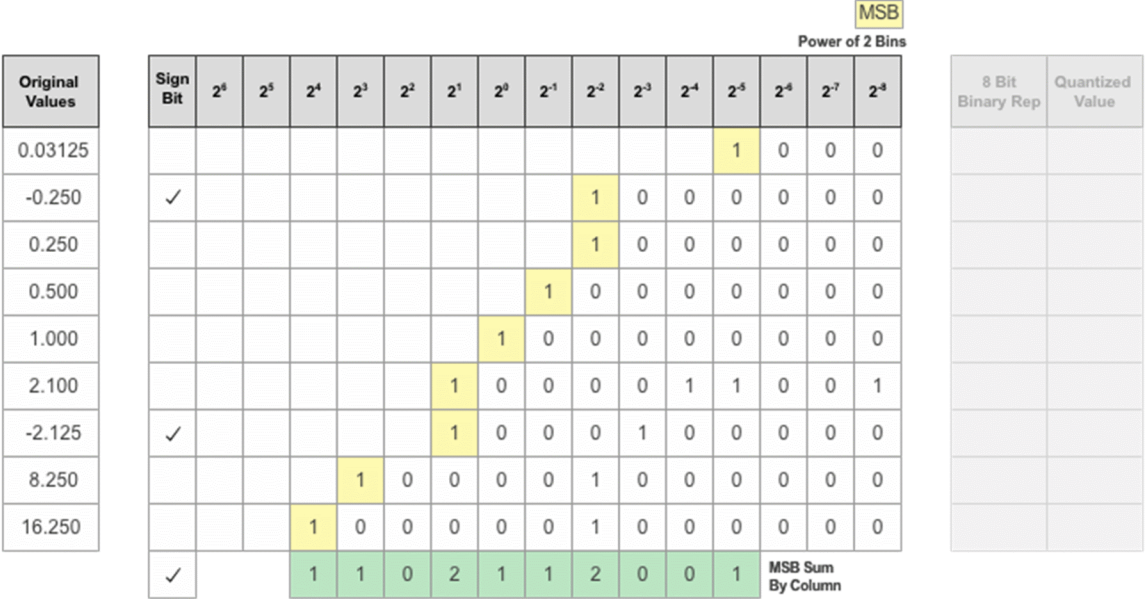 MSB
Power of 2 Bins
Original Values Sign Bit 2⁶ 2⁵ 2⁴ 2³ 2² 2¹ 2⁰ 2⁻¹ 2⁻² 2⁻³ 2⁻⁴ 2⁻⁵ 2⁻⁶ 2⁻⁷ 2⁻⁸ 8 Bit Binary Rep Quantized Value
0.03125 1 0 0 0
-0.250 ✓ 1 0 0 0 0 0 0
0.250 1 0 0 0 0 0 0
0.500 1 0 0 0 0 0 0 0
1.000 1 0 0 0 0 0 0 0 0
2.100 1 0 0 0 0 1 1 0 0 1
-2.125 ✓ 1 0 0 0 1 0 0 0 0 0
8.250 1 0 0 0 0 1 0 0 0 0 0 0
16.250 1 0 0 0 0 0 1 0 0 0 0 0 0
✓ 1 1 0 2 1 1 2 0 0 1 MSB Sum By Column